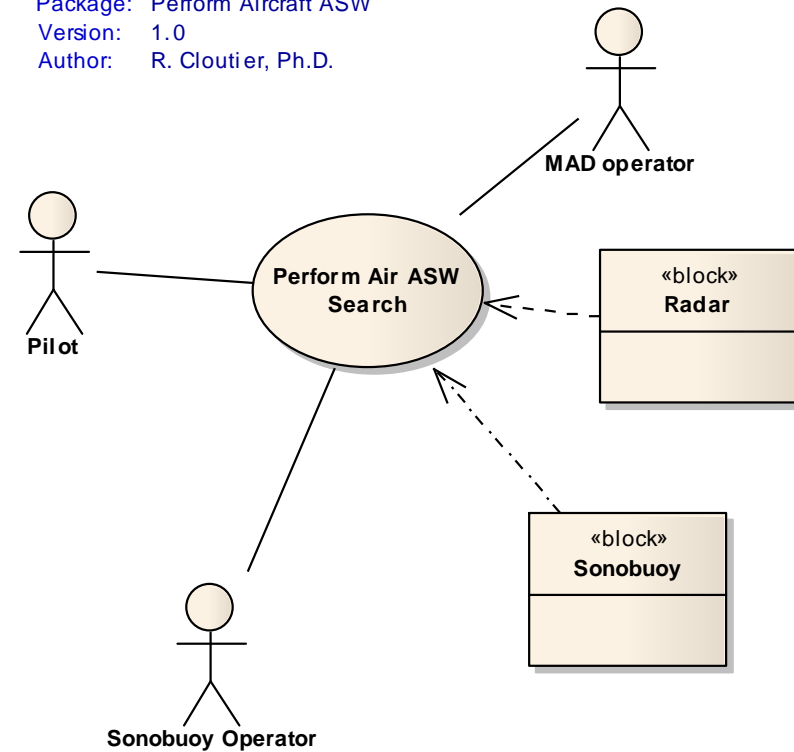 Package: Perform Aircraft ASW
Version: 1.0
Author: R. Cloutier, Ph.D.
MAD operator
Pilot
Perform Air ASW
Search
«block»
Radar
«block»
Sonobuoy
Sonobuoy Operator